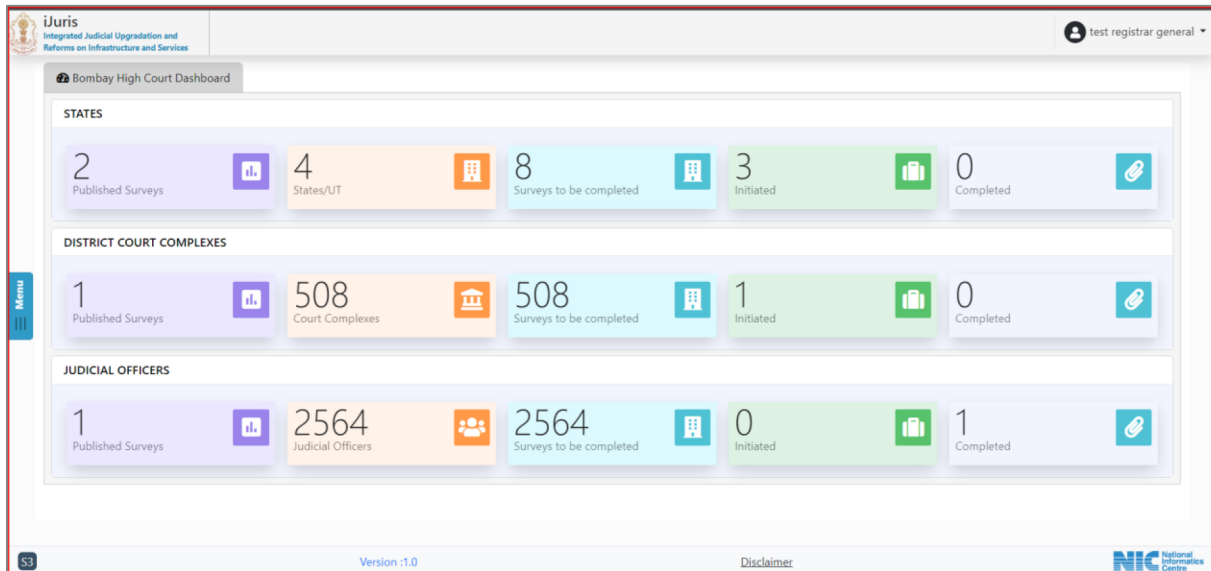 iJuris
Integrated Judicial Upgradation and
Reforms on Infrastructure and Services
test registrar general
Bombay High Court Dashboard
STATES
2
Published Surveys
4
States/UT
8
Surveys to be completed
3
Initiated
0
Completed
DISTRICT COURT COMPLEXES
1
Published Surveys
508
Court Complexes
508
Surveys to be completed
1
Initiated
0
Completed
Menu
JUDICIAL OFFICERS
1
Published Surveys
2564
Judicial Officers
2564
Surveys to be completed
0
Initiated
1
Completed
S3
Version :1.0
Disclaimer
NIC
National
Informatics
Centre